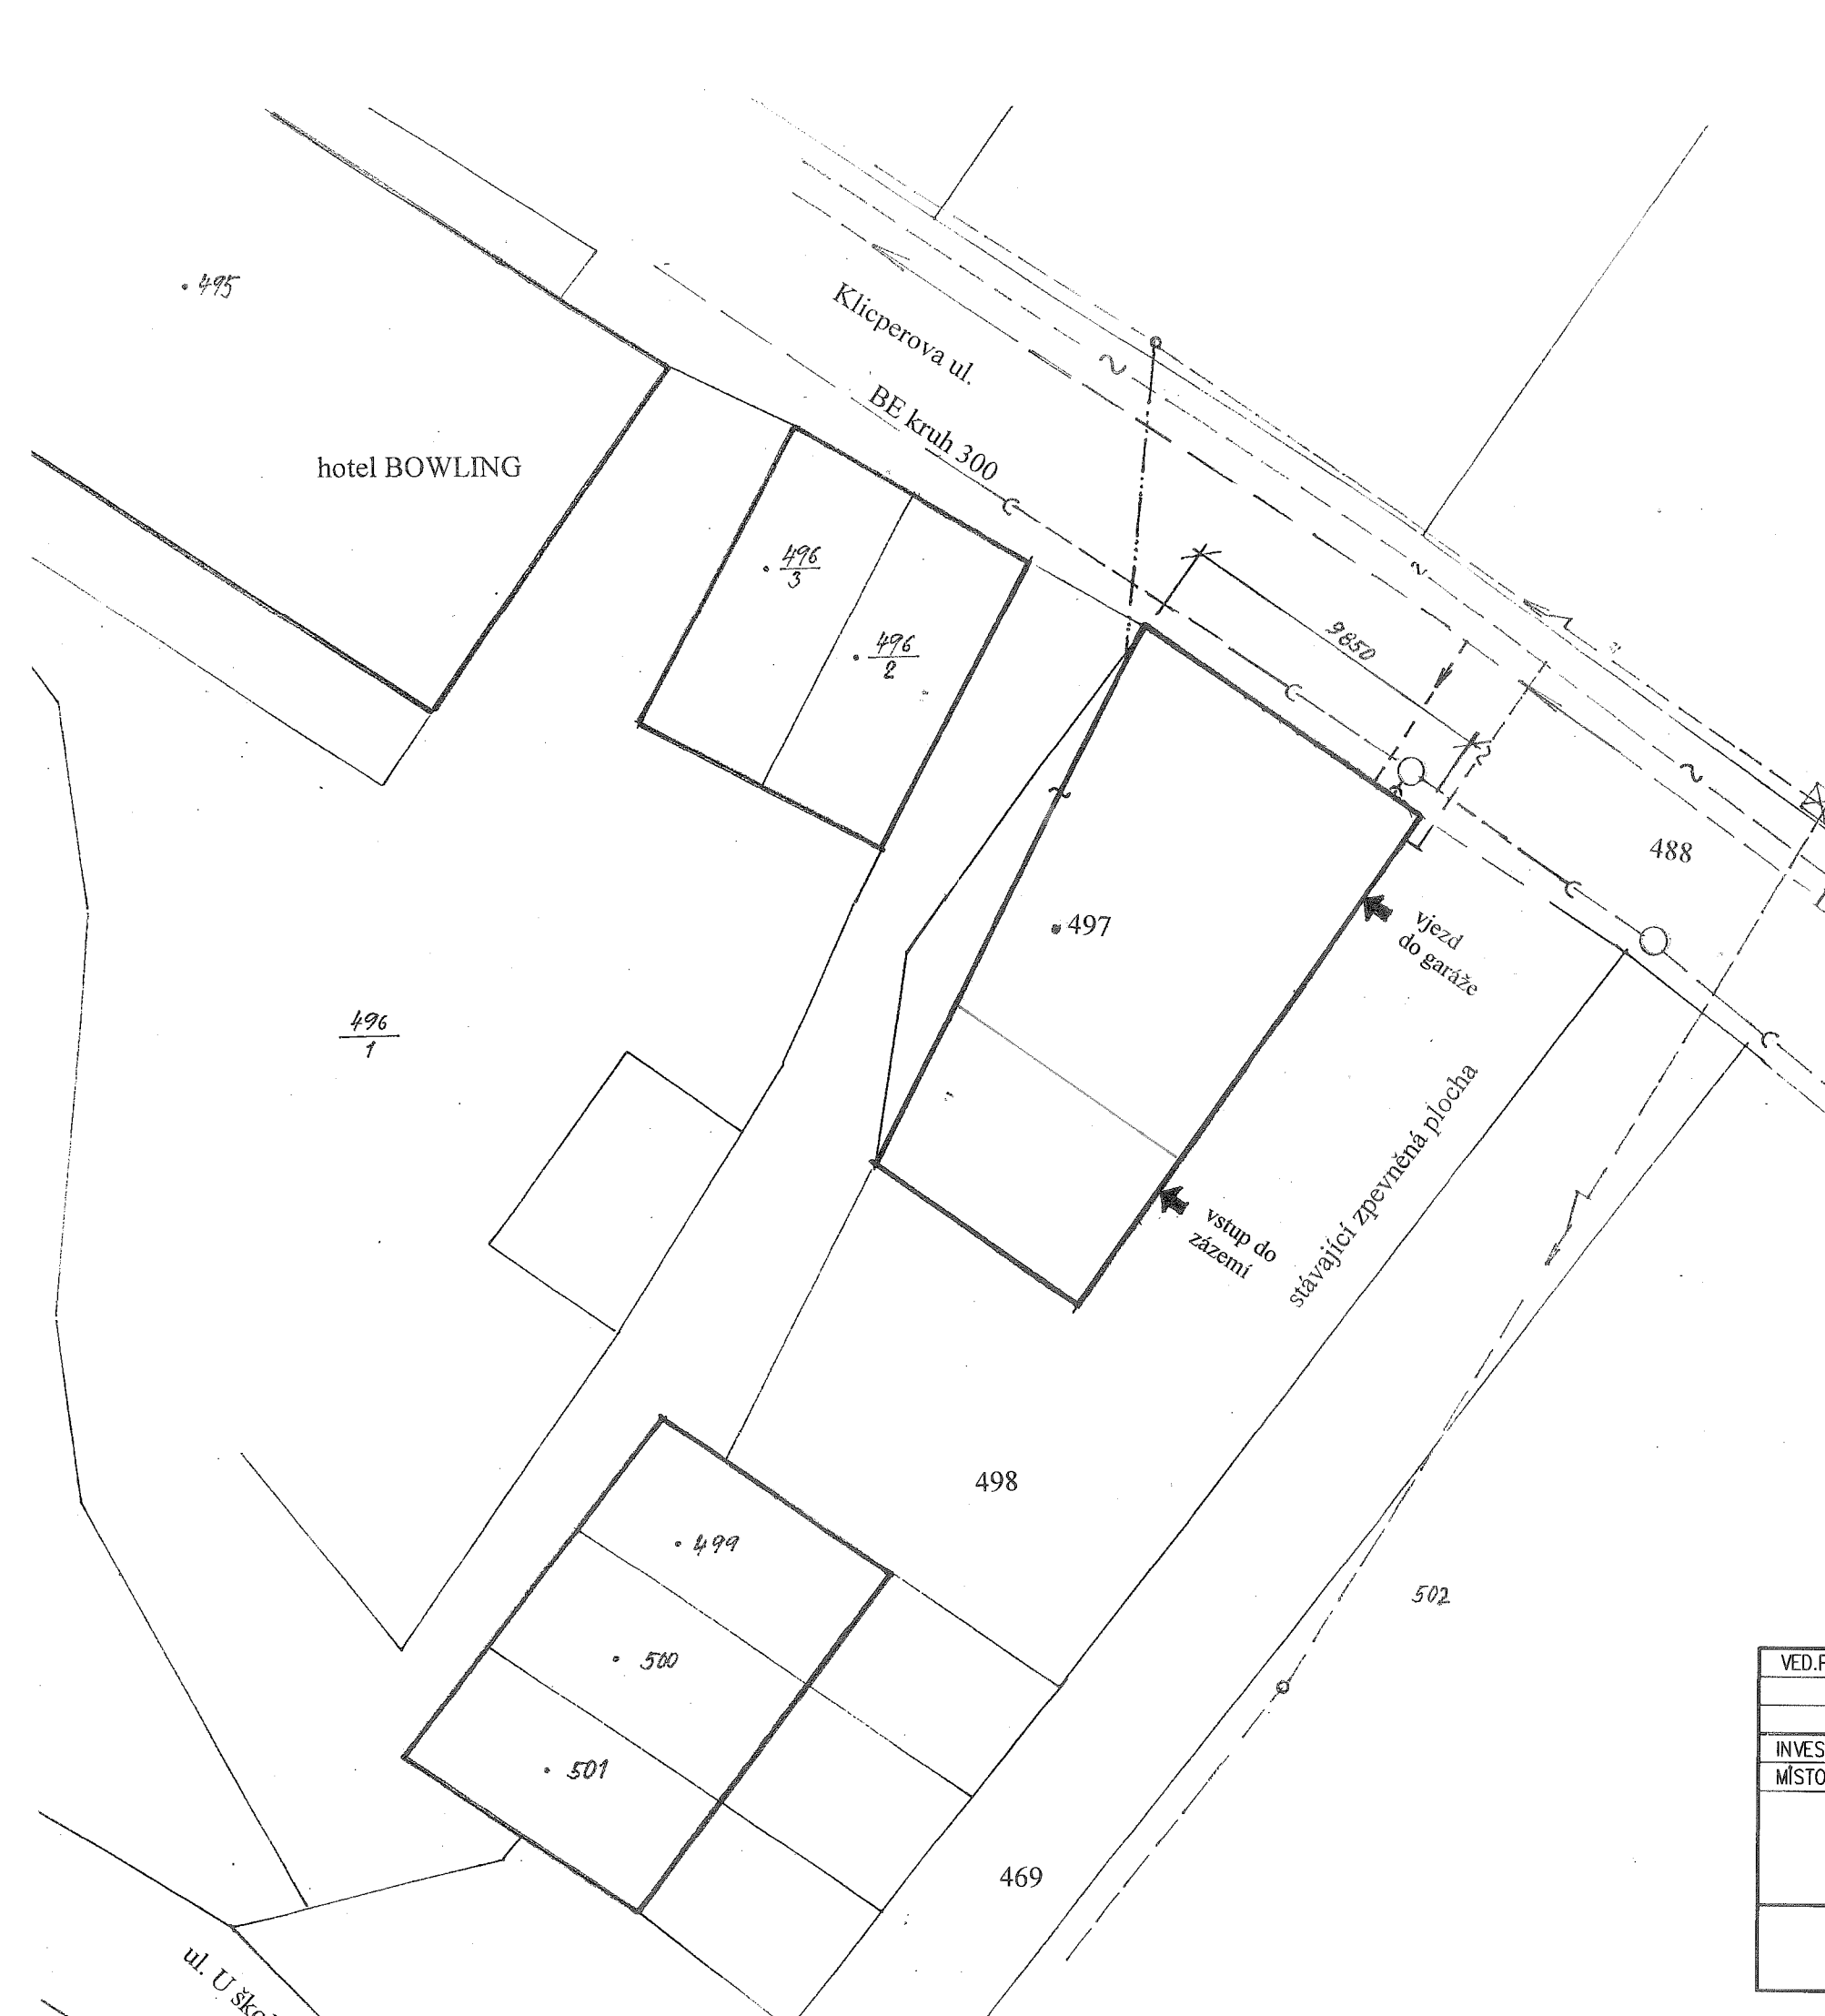 495
Klicperova ul.
BE kruh 300
hotel BOWLING
496
3
496
2
9850
488
497
vjezd
do garáže
496
1
stávající zpevněná plocha
vstup do
zázemí
498
499
502
500
VED.
INVES
MÍSTO
501
469
ul. U ško